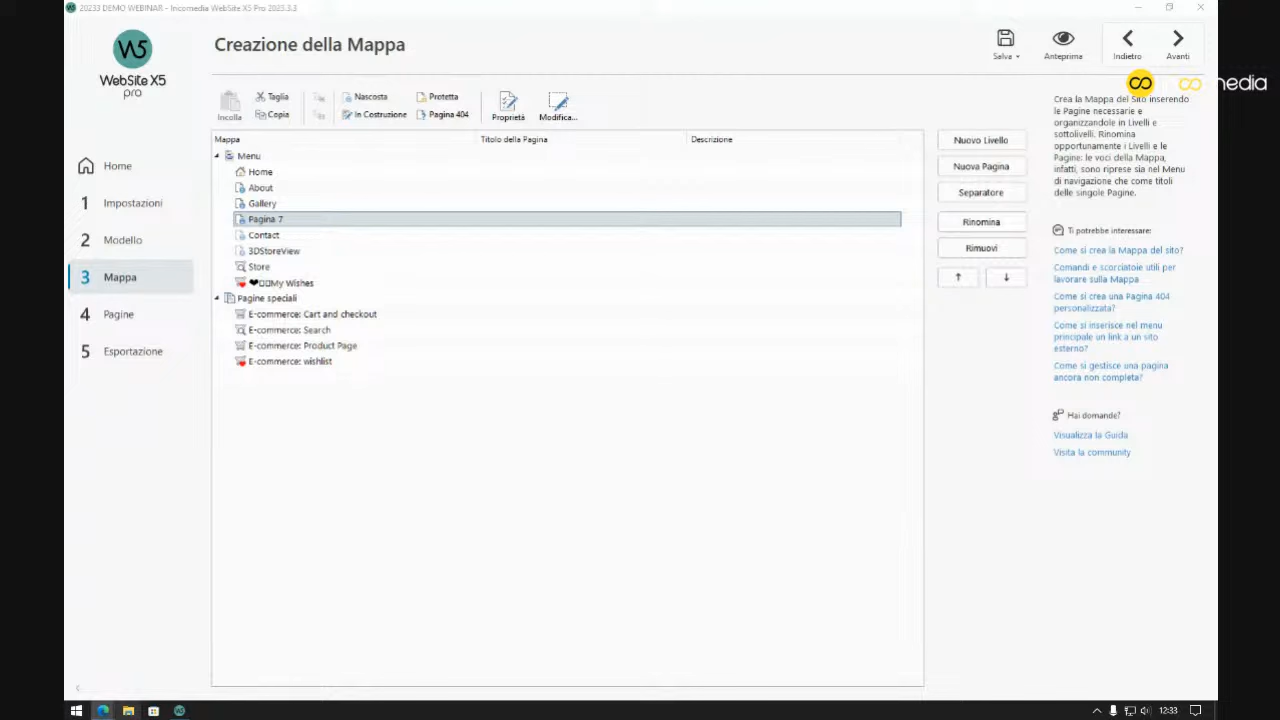 20233 DEMO WEBINAR - Incomedia WebSite X5 Pro 2023.3.3
W5
WebSite X5
pro
Creazione della Mappa
Salva
Anteprima
Indietro
Avanti
media
Incolla
Taglia
Copia
Nascosta
In Costruzione
Protetta
Pagina 404
Proprietà
Modifica...
Mappa
Titolo della Pagina
Descrizione
Menu
Home
About
Gallery
Pagina 7
Contact
3DStoreView
Store
❤My Wishes
Pagine speciali
E-commerce: Cart and checkout
E-commerce: Search
E-commerce: Product Page
E-commerce: wishlist
Home
1 Impostazioni
2 Modello
3 Mappa
4 Pagine
5 Esportazione
Nuovo Livello
Nuova Pagina
Separatore
Rinomina
Rimuovi
Crea la Mappa del Sito inserendo
le Pagine necessarie e
organizzandole in Livelli e
sottolivelli. Rinomina
opportunamente i Livelli e le
Pagine: le voci della Mappa,
infatti, sono riprese sia nel Menu
di navigazione che come titoli
delle singole Pagine.
Ti potrebbe interessare:
Come si crea la Mappa del sito?
Comandi e scorciatoie utili per
lavorare sulla Mappa
Come si crea una Pagina 404
personalizzata?
Come si inserisce nel menu
principale un link a un sito
esterno?
Come si gestisce una pagina
ancora non completa?
Hai domande?
Visualizza la Guida
Visita la community
12:33